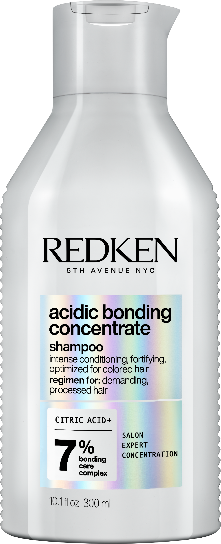 REDKEN
5TH AVENUE NYC
acidic bonding
concentrate
shampoo
intense conditioning, fortifying,
optimized for colored hair
regimen for: demanding,
processed hair
CITRIC ACID+
7%
bonding
care
complex
SALON
EXPERT
CONCENTRATION
10.1 fl oz 300 ml